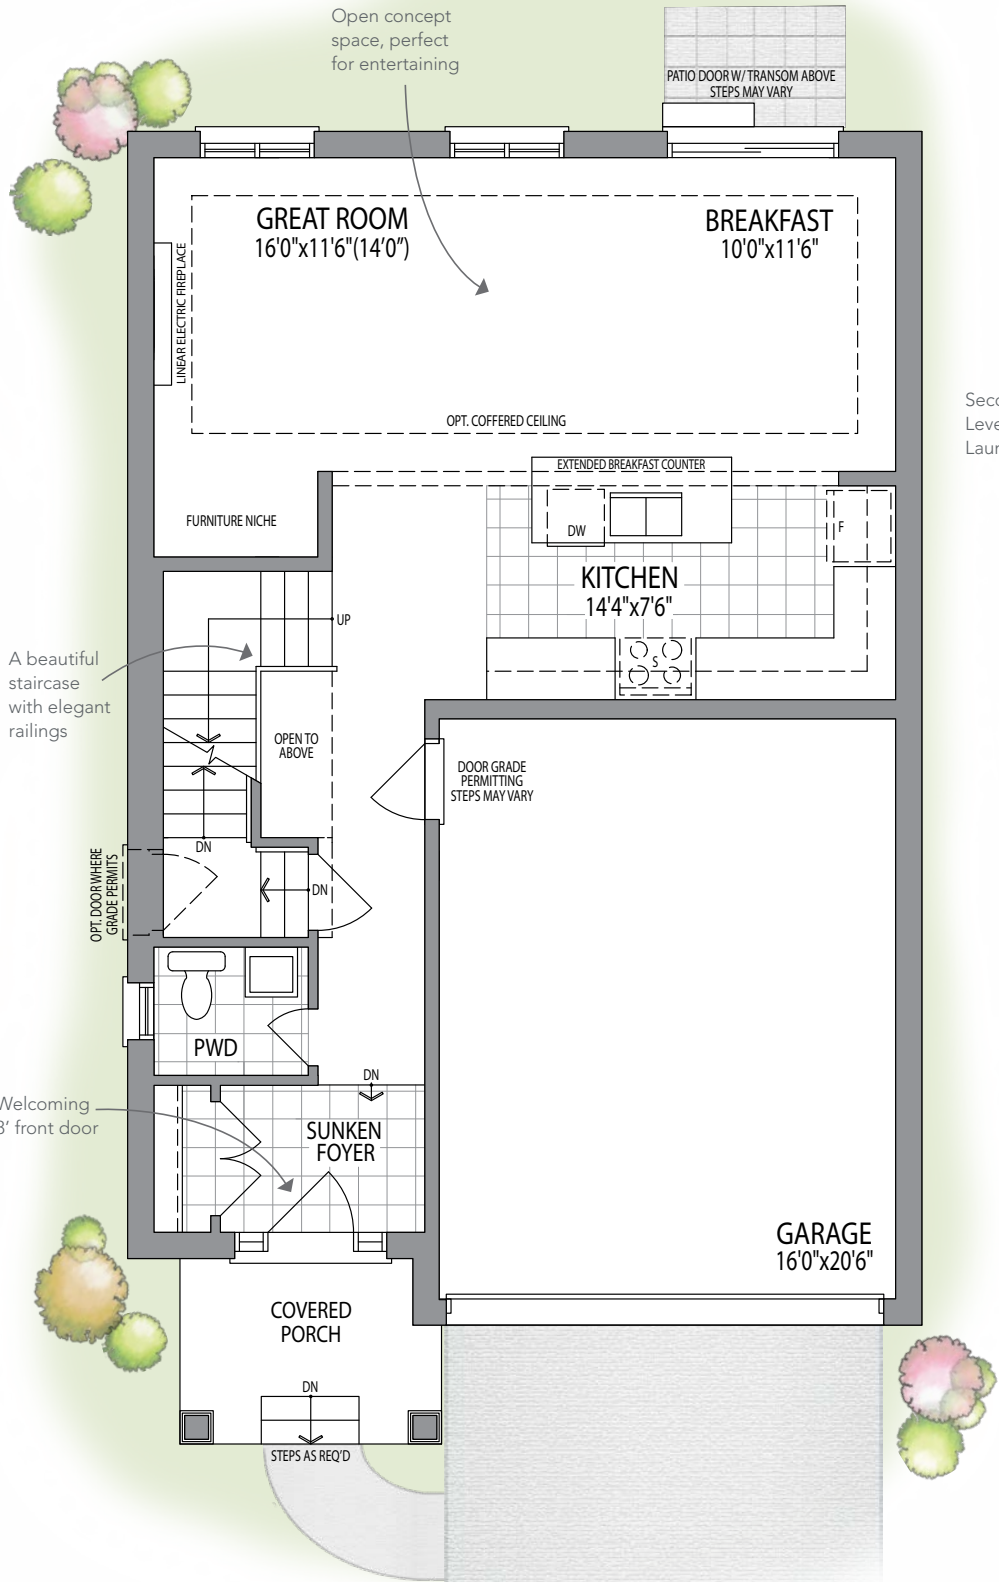 Open concept
space, perfect
for entertaining
PATIO DOOR W/ TRANSOM ABOVE
STEPS MAY VARY
GREAT ROOM
16'0"x11'6"(14'0")
BREAKFAST
10'0"x11'6"
LINEAR ELECTRIC FIREPLACE
OPT. COFFERED CEILING
EXTENDED BREAKFAST COUNTER
FURNITURE NICHE
DW
F
KITCHEN
14'4"x7'6"
UP
S
A beautiful
staircase
with elegant
railings
OPEN TO
ABOVE
DOOR GRADE
PERMITTING
STEPS MAY VARY
DN
DN
OPT. DOOR WHERE
GRADE PERMITS
PWD
DN
Welcoming
8' front door
SUNKEN
FOYER
GARAGE
16'0"x20'6"
COVERED
PORCH
DN
STEPS AS REQ'D